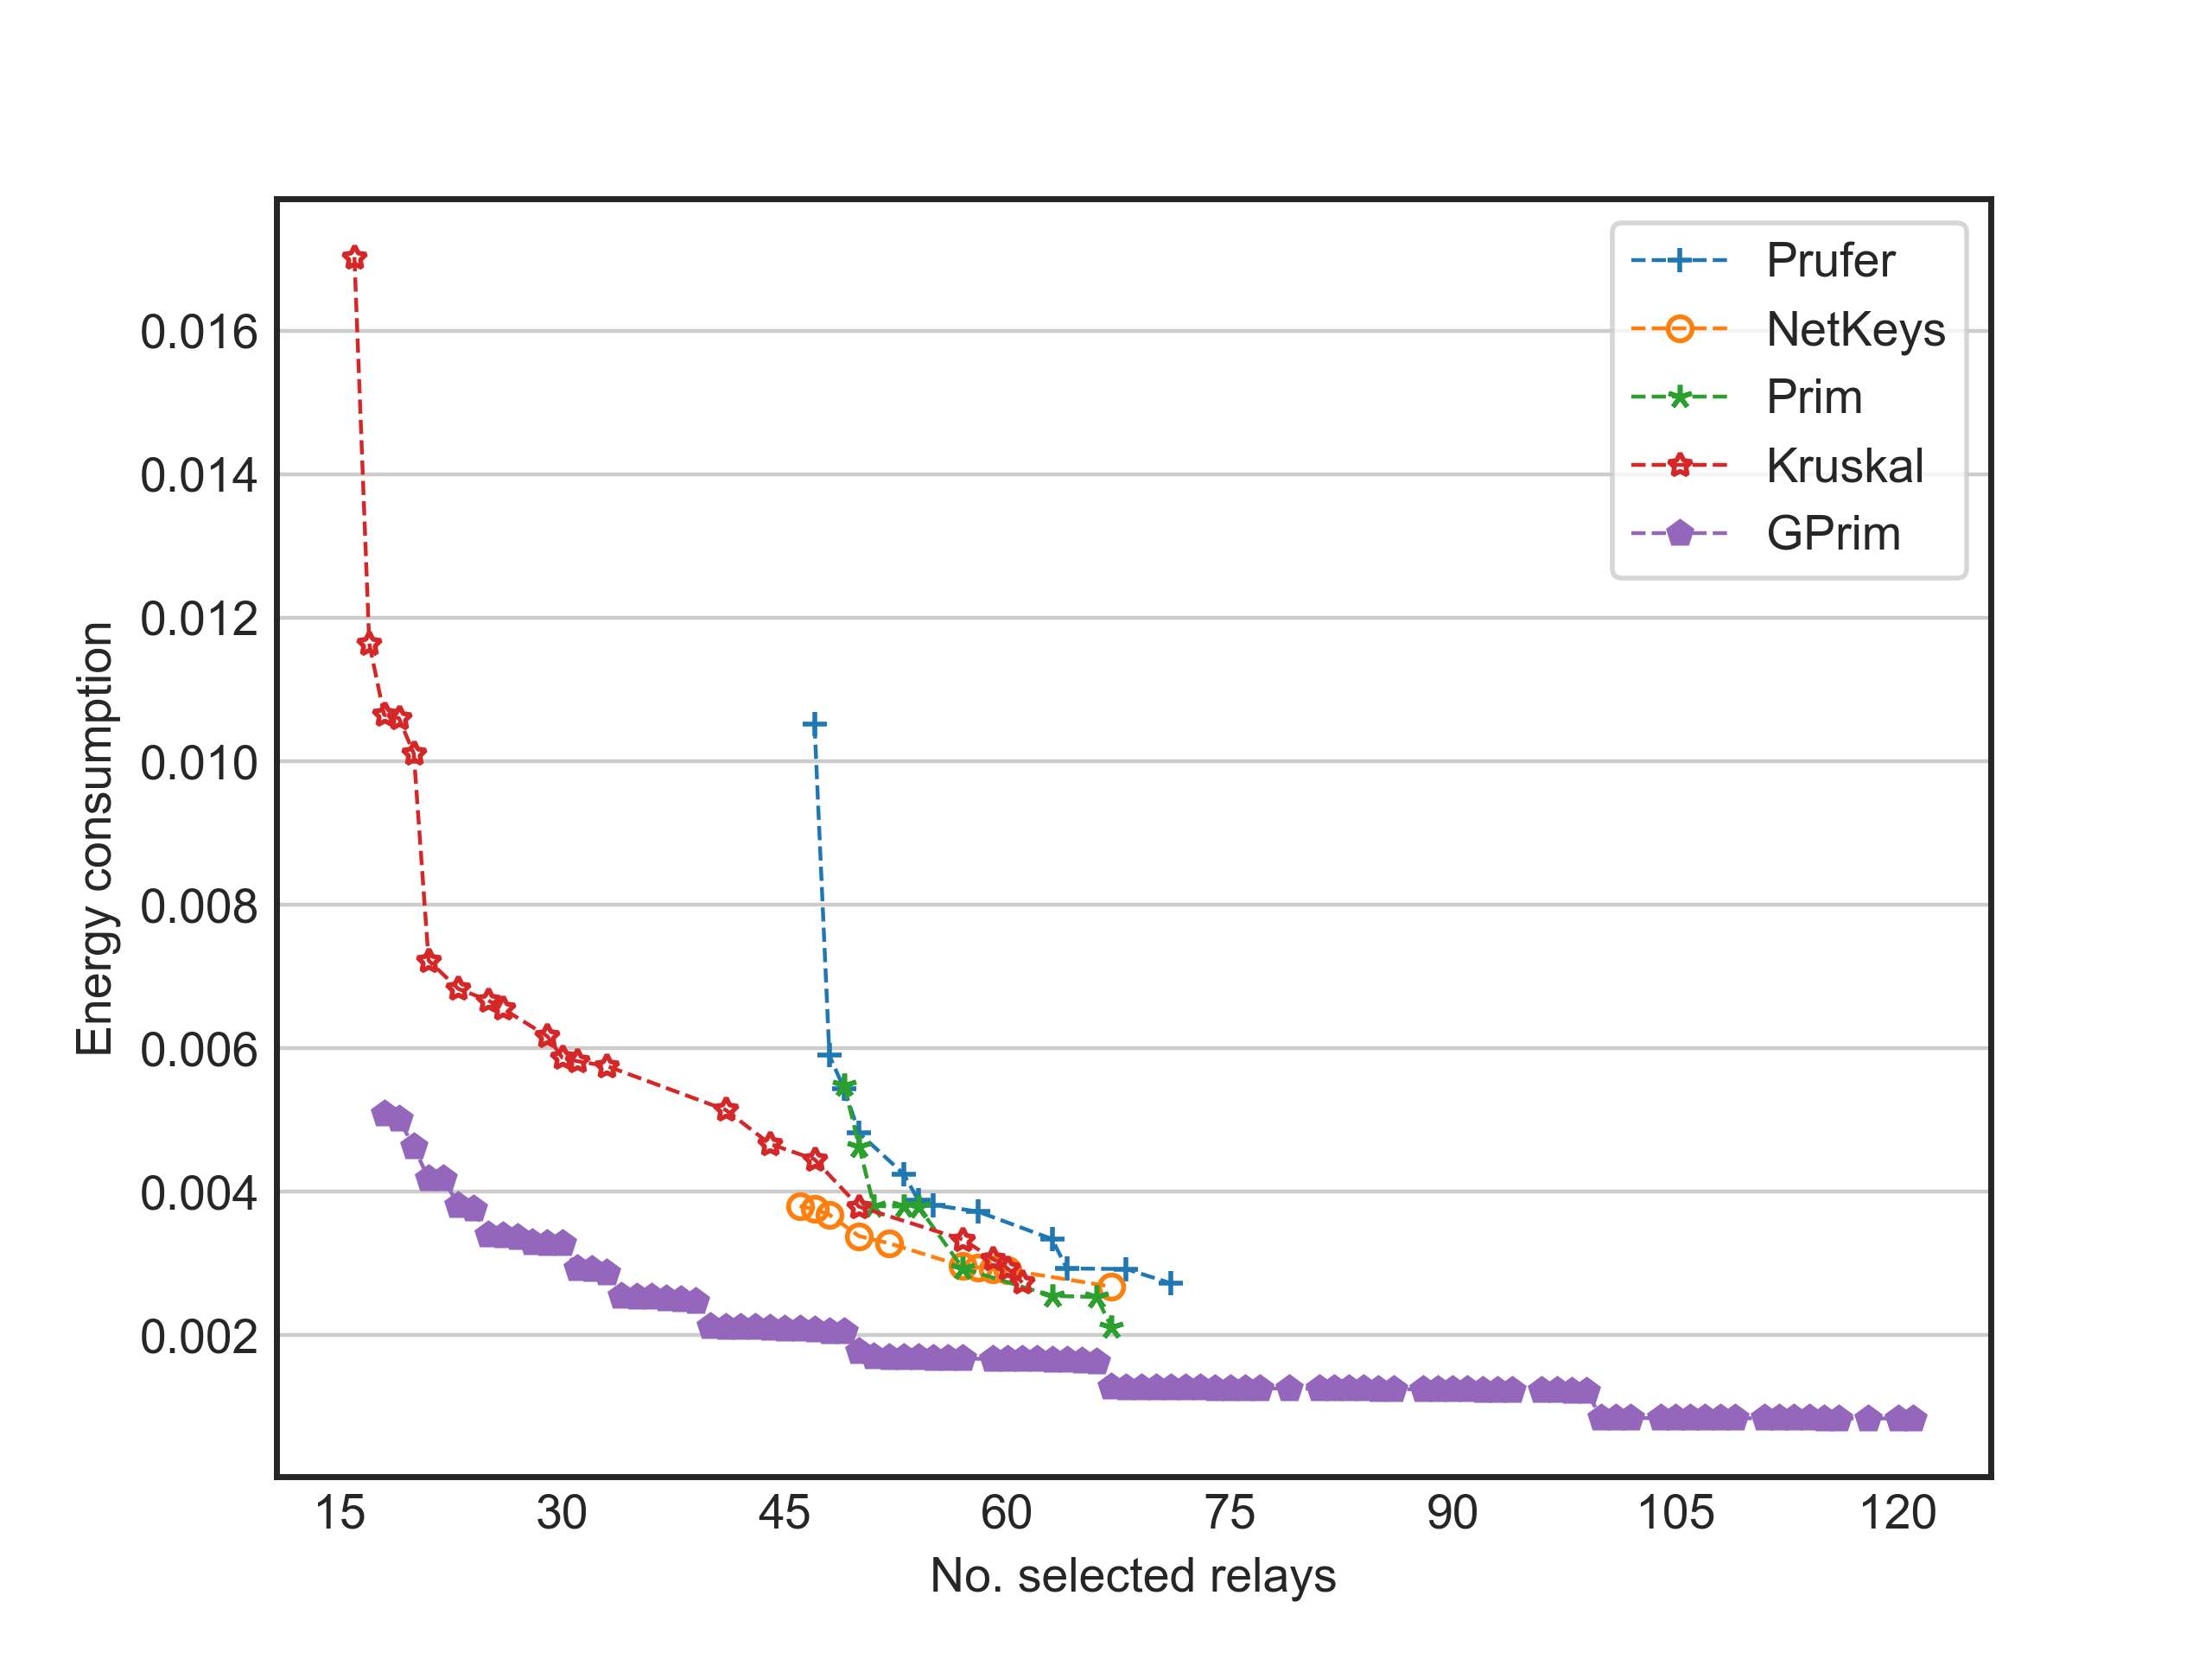 Prufer
NetKeys
Prim
Kruskal
GPrim
0.016
0.014
0.012
0.010
0.008
0.006
0.004
0.002
Energy consumption
15 30 45 60 75 90 105 120
No. selected relays